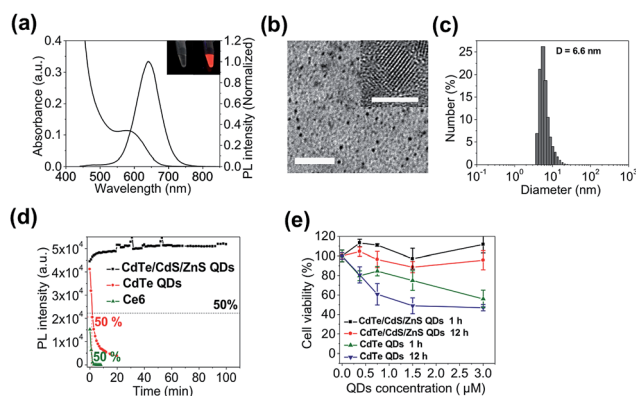 (a)
Absorbance (a.u.)
0.4
0.3
0.2
0.1
0.0
400 500 600 700 800
Wavelength (nm)
1.2
1.0
0.8
0.6
0.4
0.2
0.0
PL intensity (Normalized)
(b)
(c)
D = 6.6 nm
Number (%)
25
20
15
10
5
0
10⁻¹ 10⁰ 10¹ 10² 10³
Diameter (nm)
(d)
PL intensity (a.u.)
5x10⁴
4x10⁴
3x10⁴
2x10⁴
1x10⁴
0
CdTe/CdS/ZnS QDs
CdTe QDs
Ce6
50%
50 %
50 %
0 20 40 60 80 100
Time (min)
(e)
Cell viability (%)
120
100
80
60
40
20
0
CdTe/CdS/ZnS QDs 1 h
CdTe/CdS/ZnS QDs 12 h
CdTe QDs 1 h
CdTe QDs 12 h
0.0 0.5 1.0 1.5 2.0 2.5 3.0
QDs concentration ( μM)